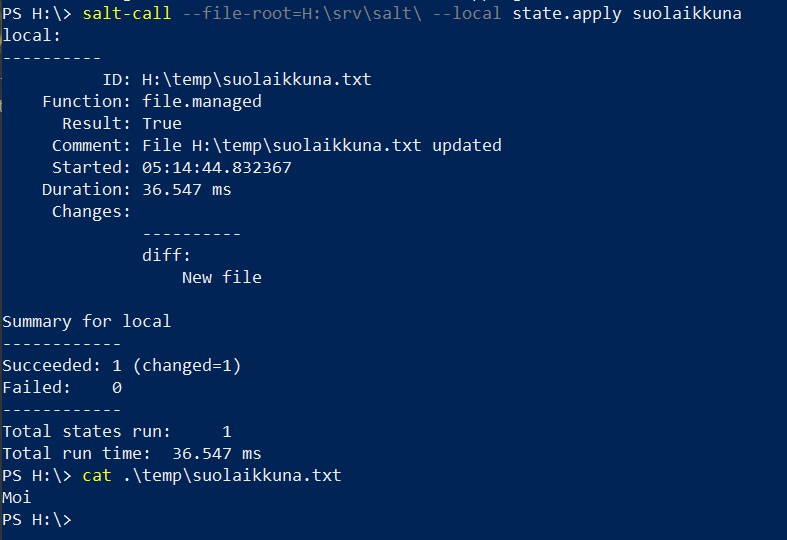 PS H:\> salt-call --file-root=H:\srv\salt\ --local state.apply suolaikkuna
local:
----------
          ID: H:\temp\suolaikkuna.txt
    Function: file.managed
      Result: True
     Comment: File H:\temp\suolaikkuna.txt updated
     Started: 05:14:44.832367
    Duration: 36.547 ms
     Changes:
              ----------
              diff:
                  New file
Summary for local
------------
Succeeded: 1 (changed=1)
Failed:    0
------------
Total states run:     1
Total run time:  36.547 ms
PS H:\> cat .\temp\suolaikkuna.txt
Moi
PS H:\>